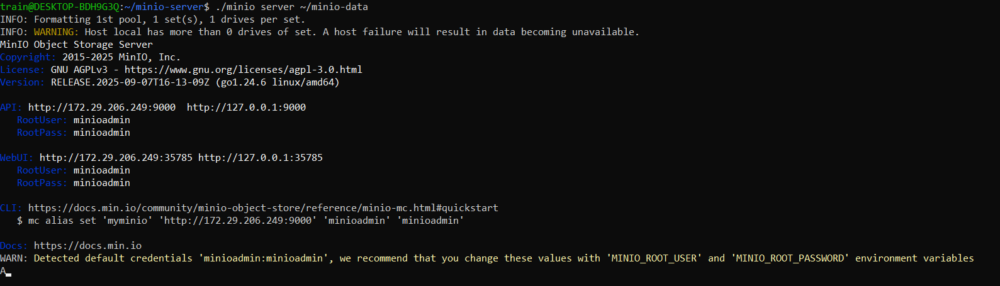 train@DESKTOP-BDH9G3Q:~/minio-server$ ./minio server ~/minio-data
INFO: Formatting 1st pool, 1 set(s), 1 drives per set.
INFO: WARNING: Host local has more than 0 drives of set. A host failure will result in data becoming unavailable.
MinIO Object Storage Server
Copyright: 2015-2025 MinIO, Inc.
License: GNU AGPLv3 - https://www.gnu.org/licenses/agpl-3.0.html
Version: RELEASE.2025-09-07T16-13-09Z (go1.24.6 linux/amd64)
API: http://172.29.206.249:9000  http://127.0.0.1:9000
   RootUser: minioadmin
   RootPass: minioadmin
WebUI: http://172.29.206.249:35785 http://127.0.0.1:35785
   RootUser: minioadmin
   RootPass: minioadmin
CLI: https://docs.min.io/community/minio-object-store/reference/minio-mc.html#quickstart
   $ mc alias set 'myminio' 'http://172.29.206.249:9000' 'minioadmin' 'minioadmin'
Docs: https://docs.min.io
WARN: Detected default credentials 'minioadmin:minioadmin', we recommend that you change these values with 'MINIO_ROOT_USER' and 'MINIO_ROOT_PASSWORD' environment variables
A